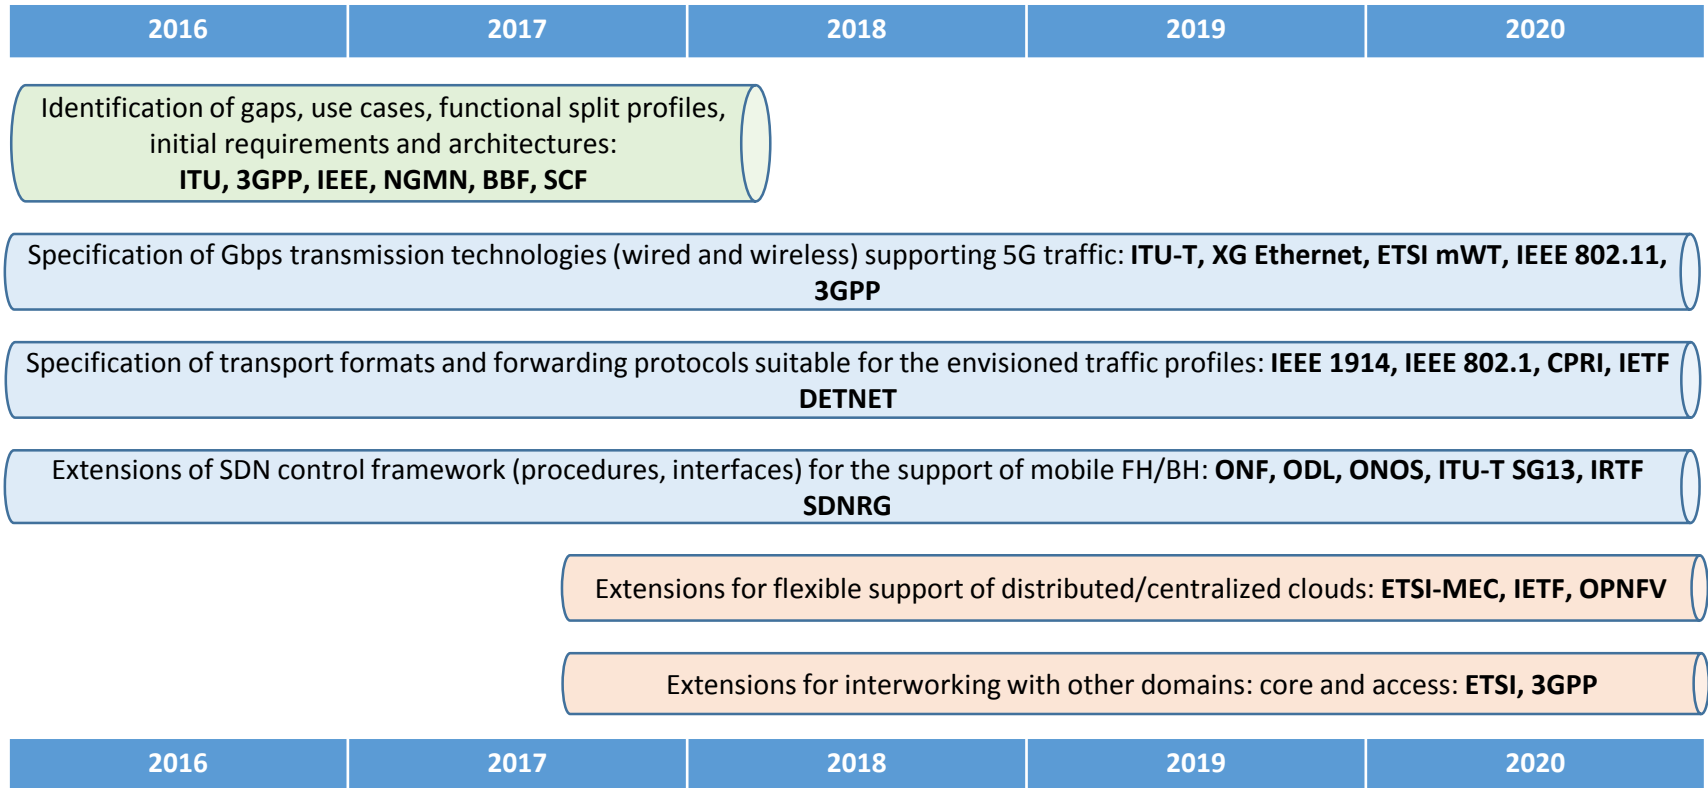 2016 2017 2018 2019 2020
Identification of gaps, use cases, functional split profiles,
initial requirements and architectures:
ITU, 3GPP, IEEE, NGMN, BBF, SCF
Specification of Gbps transmission technologies (wired and wireless) supporting 5G traffic: ITU-T, XG Ethernet, ETSI mWT, IEEE 802.11,
3GPP
Specification of transport formats and forwarding protocols suitable for the envisioned traffic profiles: IEEE 1914, IEEE 802.1, CPRI, IETF
DETNET
Extensions of SDN control framework (procedures, interfaces) for the support of mobile FH/BH: ONF, ODL, ONOS, ITU-T SG13, IRTF
SDNRG
Extensions for flexible support of distributed/centralized clouds: ETSI-MEC, IETF, OPNFV
Extensions for interworking with other domains: core and access: ETSI, 3GPP
2016 2017 2018 2019 2020